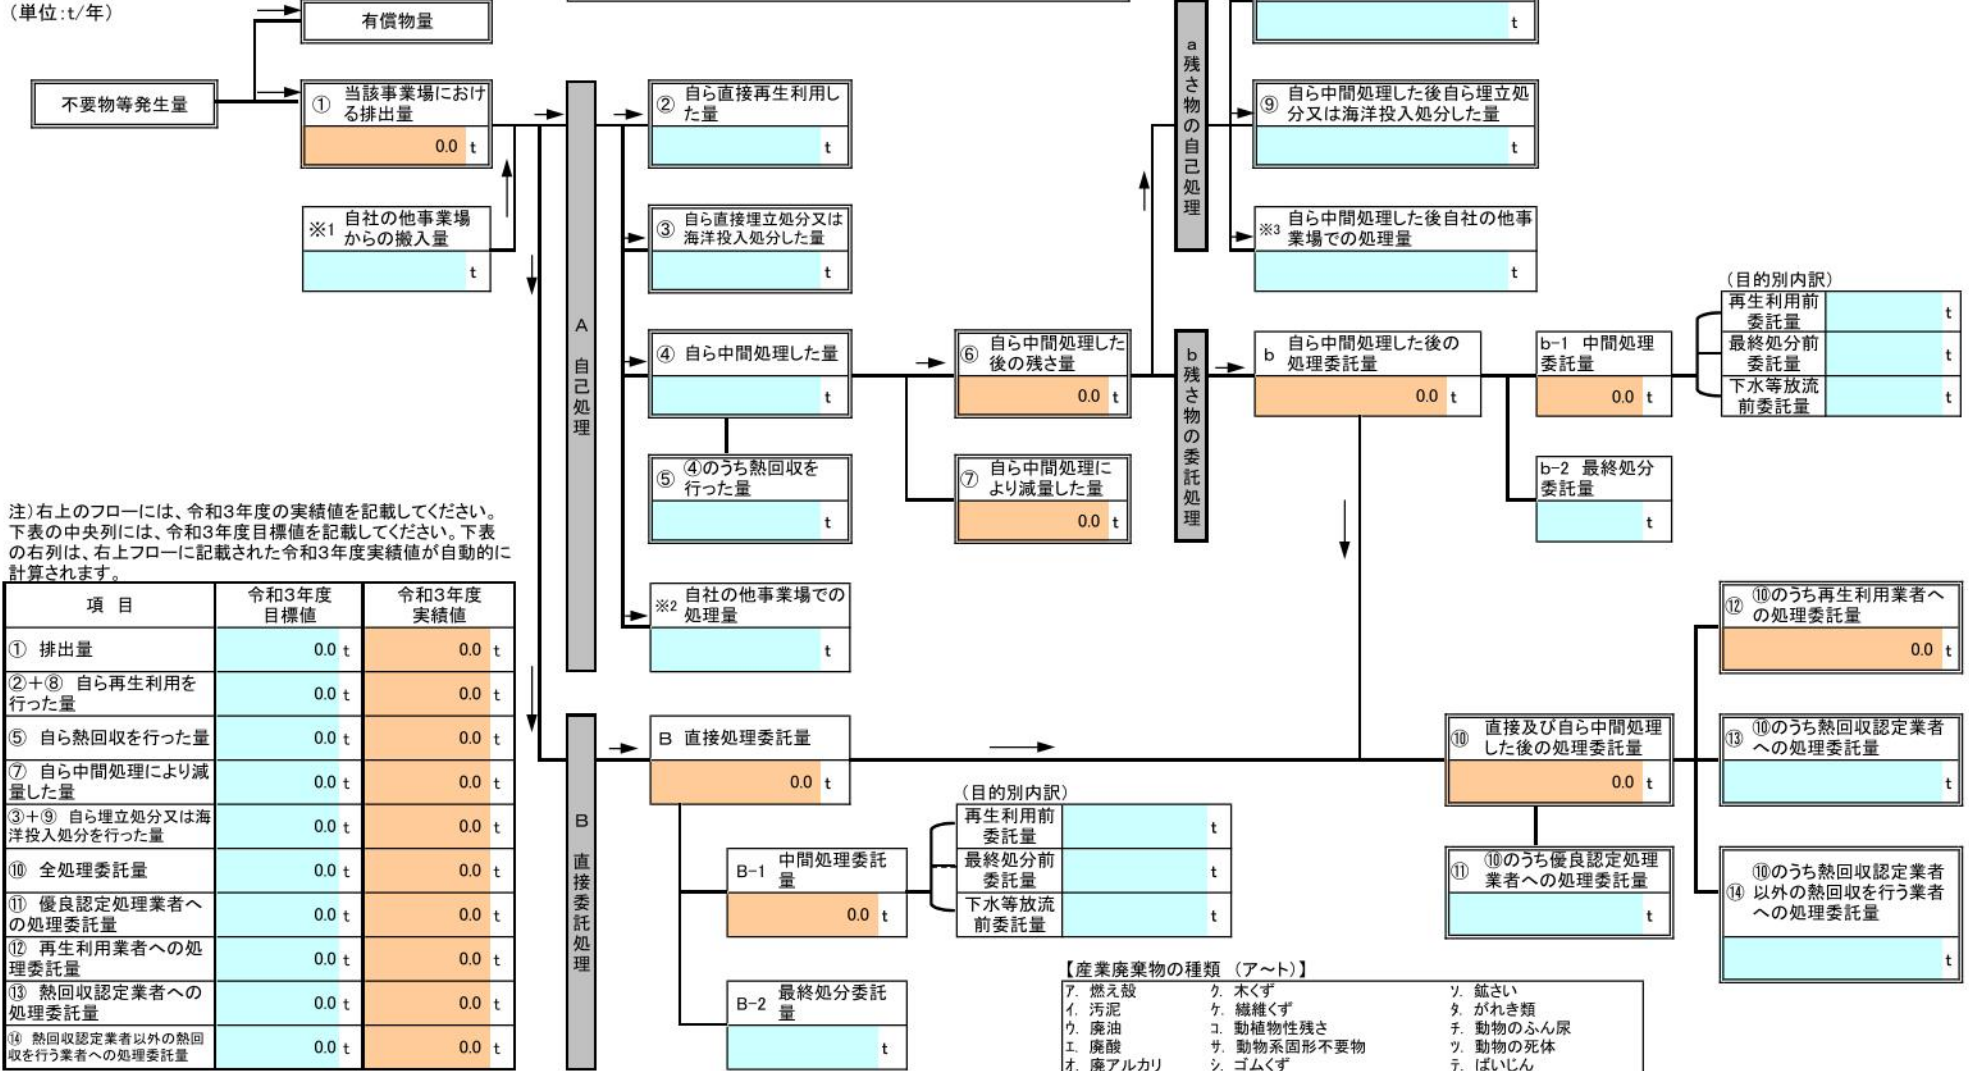 （単位:t/年）
有償物量
不要物等発生量
① 当該事業場におけ
る排出量
0.0 t
※1 自社の他事業場
からの搬入量
t
A 自己処理
② 自ら直接再生利用し
た量
t
③ 自ら直接埋立処分又は
海洋投入処分した量
t
④ 自ら中間処理した量
t
⑤ ④のうち熱回収を
行った量
t
※2 自社の他事業場での
処理量
t
⑥ 自ら中間処理した
後の残さ量
0.0 t
⑦ 自ら中間処理に
より減量した量
0.0 t
a 残さ物の自己処理
t
⑨ 自ら中間処理した後自ら埋立処
分又は海洋投入処分した量
t
※3 自ら中間処理した後自社の他事
業場での処理量
t
b 残さ物の委託処理
b 自ら中間処理した後の
処理委託量
0.0 t
b-1 中間処理
委託量
0.0 t
b-2 最終処分
委託量
t
（目的別内訳）
再生利用前
委託量
t
最終処分前
委託量
t
下水等放流
前委託量
t
注）右上のフローには、令和3年度の実績値を記載してください。
下表の中央列には、令和3年度目標値を記載してください。下表
の右列は、右上フローに記載された令和3年度実績値が自動的に
計算されます。
項 目
令和3年度
目標値
令和3年度
実績値
① 排出量 0.0 t 0.0 t
②＋⑧ 自ら再生利用を
行った量 0.0 t 0.0 t
⑤ 自ら熱回収を行った量 0.0 t 0.0 t
⑦ 自ら中間処理により減
量した量 0.0 t 0.0 t
③＋⑨ 自ら埋立処分又は海
洋投入処分を行った量 0.0 t 0.0 t
⑩ 全処理委託量 0.0 t 0.0 t
⑪ 優良認定処理業者へ
の処理委託量 0.0 t 0.0 t
⑫ 再生利用業者への処
理委託量 0.0 t 0.0 t
⑬ 熱回収認定業者への
処理委託量 0.0 t 0.0 t
⑭ 熱回収認定業者以外の熱回
収を行う業者への処理委託量 0.0 t 0.0 t
B 直接委託処理
B 直接処理委託量
0.0 t
B-1 中間処理委託
量
0.0 t
B-2 最終処分委託
量
t
（目的別内訳）
再生利用前
委託量
t
最終処分前
委託量
t
下水等放流
前委託量
t
⑩ 直接及び自ら中間処理
した後の処理委託量
0.0 t
⑪ ⑩のうち優良認定処理
業者への処理委託量
t
⑫ ⑩のうち再生利用業者へ
の処理委託量
0.0 t
⑬ ⑩のうち熱回収認定業者
への処理委託量
t
⑭ ⑩のうち熱回収認定業者
以外の熱回収を行う業者
への処理委託量
t
【産業廃棄物の種類 （ア～ト）】
ア. 燃え殻 ク. 木くず ソ. 鉱さい
イ. 汚泥 ケ. 繊維くず タ. がれき類
ウ. 廃油 コ. 動植物性残さ チ. 動物のふん尿
エ. 廃酸 サ. 動物系固形不要物 ツ. 動物の死体
オ. 廃アルカリ シ. ゴムくず テ. ばいじん